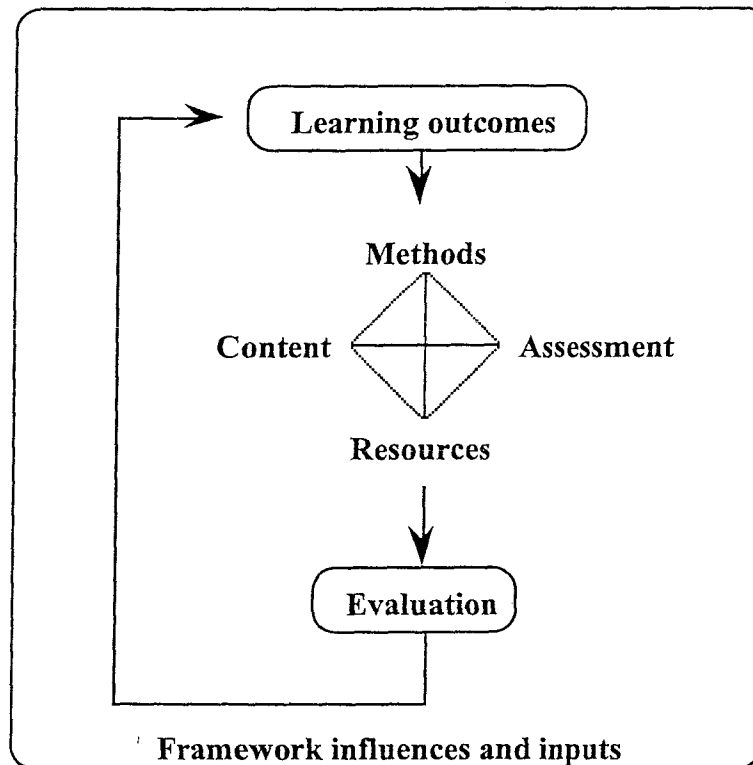 Learning outcomes
Methods
Content Assessment
Resources
Evaluation
Framework influences and inputs